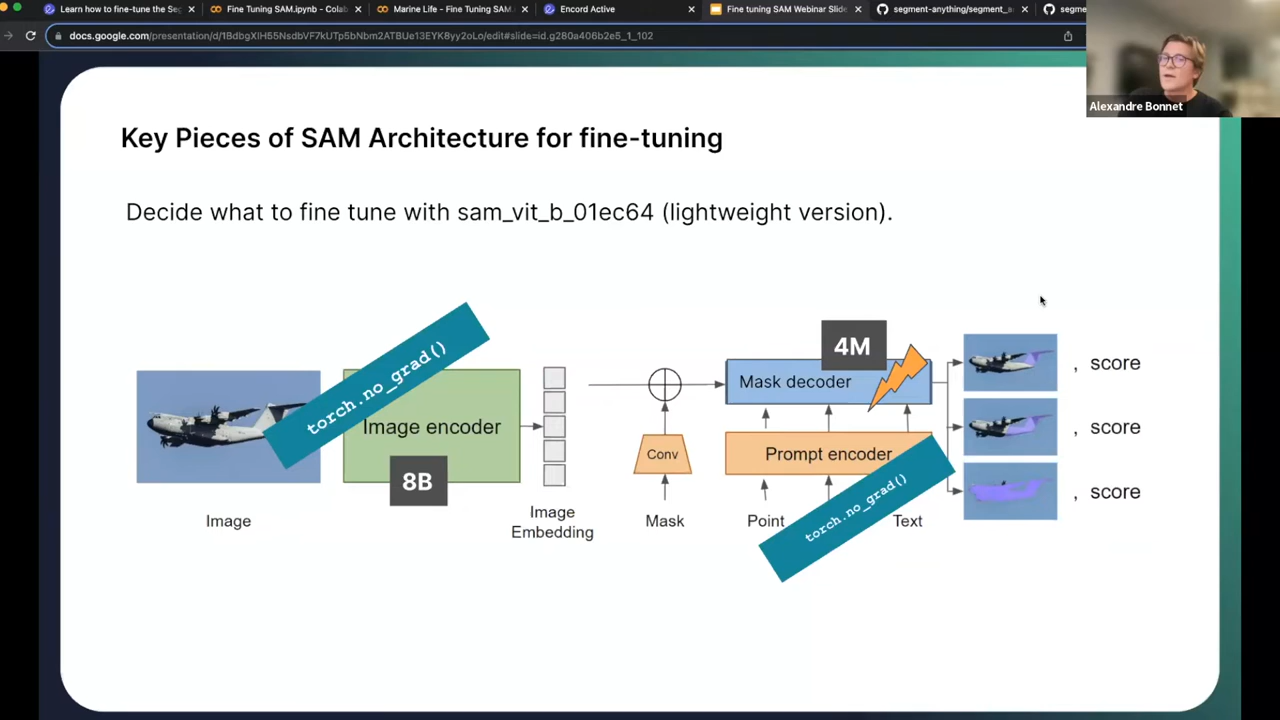 Learn how to fine-tune the Seg
Fine Tuning SAM.ipynb - Colab
Marine Life - Fine Tuning SAM.
Encord Active
Fine tuning SAM Webinar Slide
segment-anything/segment_a
segme
docs.google.com/presentation/d/1BdbgXlH55NsdbVF7kUTp5bNbm2ATBUe13EYK8yy2oLo/edit#slide=id.g280a406b2e5_1_102
Alexandre Bonnet
Key Pieces of SAM Architecture for fine-tuning
Decide what to fine tune with sam_vit_b_01ec64 (lightweight version).
torch.no_grad()
Image encoder
8B
Image
Image
Embedding
Conv
Mask
4M
Mask decoder
Prompt encoder
torch.no_grad()
Point
Text
, score
, score
, score